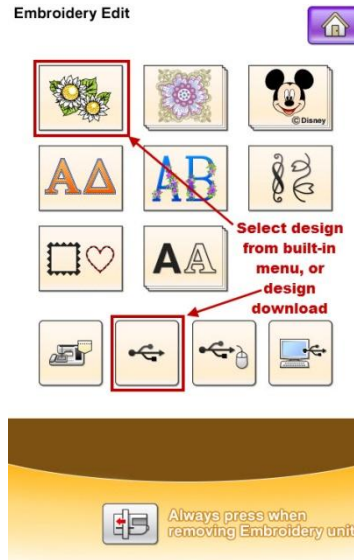 Embroidery Edit
©Disney
ΑΔ
AB
Select design
from built-in
menu, or
design
download
AA
Always press when
removing Embroidery unit